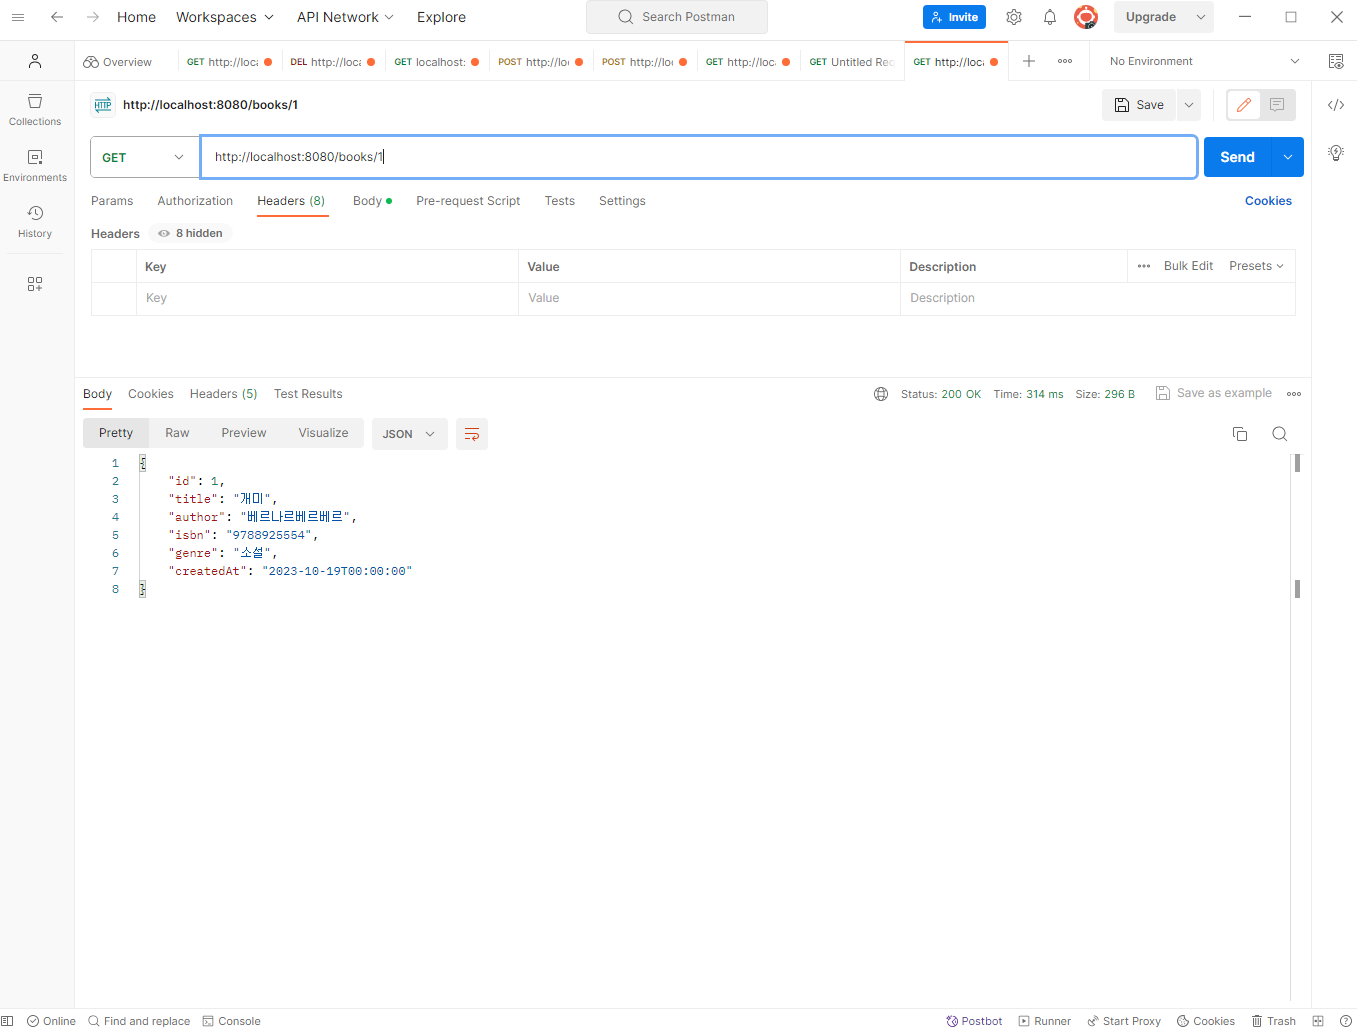 Home Workspaces API Network Explore Search Postman Invite Upgrade
Overview GET http://loc DEL http://loc GET localhost: POST http://lo POST http://lo GET http://loc GET Untitled Re GET http://loc No Environment
HTTP http://localhost:8080/books/1 Save
Collections
Environments
History
GET http://localhost:8080/books/1 Send
Params Authorization Headers (8) Body Pre-request Script Tests Settings Cookies
Headers 8 hidden
Key Value Description Bulk Edit Presets
Key Value Description
Body Cookies Headers (5) Test Results Status: 200 OK Time: 314 ms Size: 296 B Save as example
Pretty Raw Preview Visualize JSON
1 {
2 "id": 1,
3 "title": "개미",
4 "author": "베르나르베르베르",
5 "isbn": "9788925554",
6 "genre": "소설",
7 "createdAt": "2023-10-19T00:00:00"
8 }
Online Find and replace Console Postbot Runner Start Proxy Cookies Trash